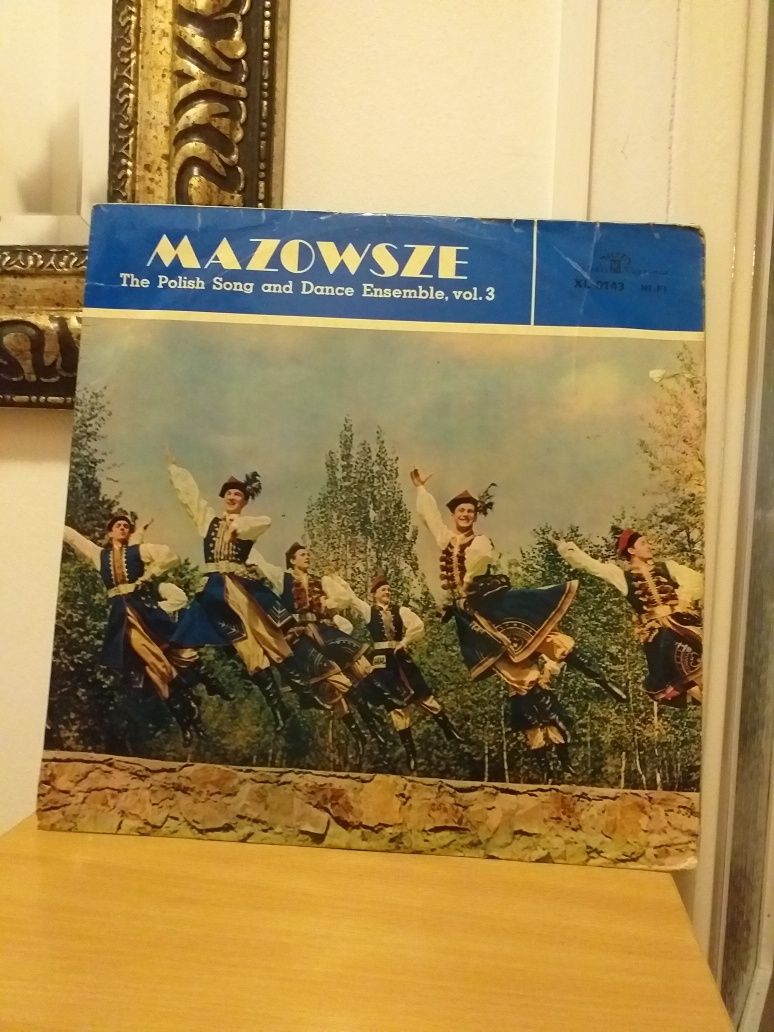 MAZOWSZE
The Polish Song and Dance Ensemble, vol. 3
XL 0143 HI-FI